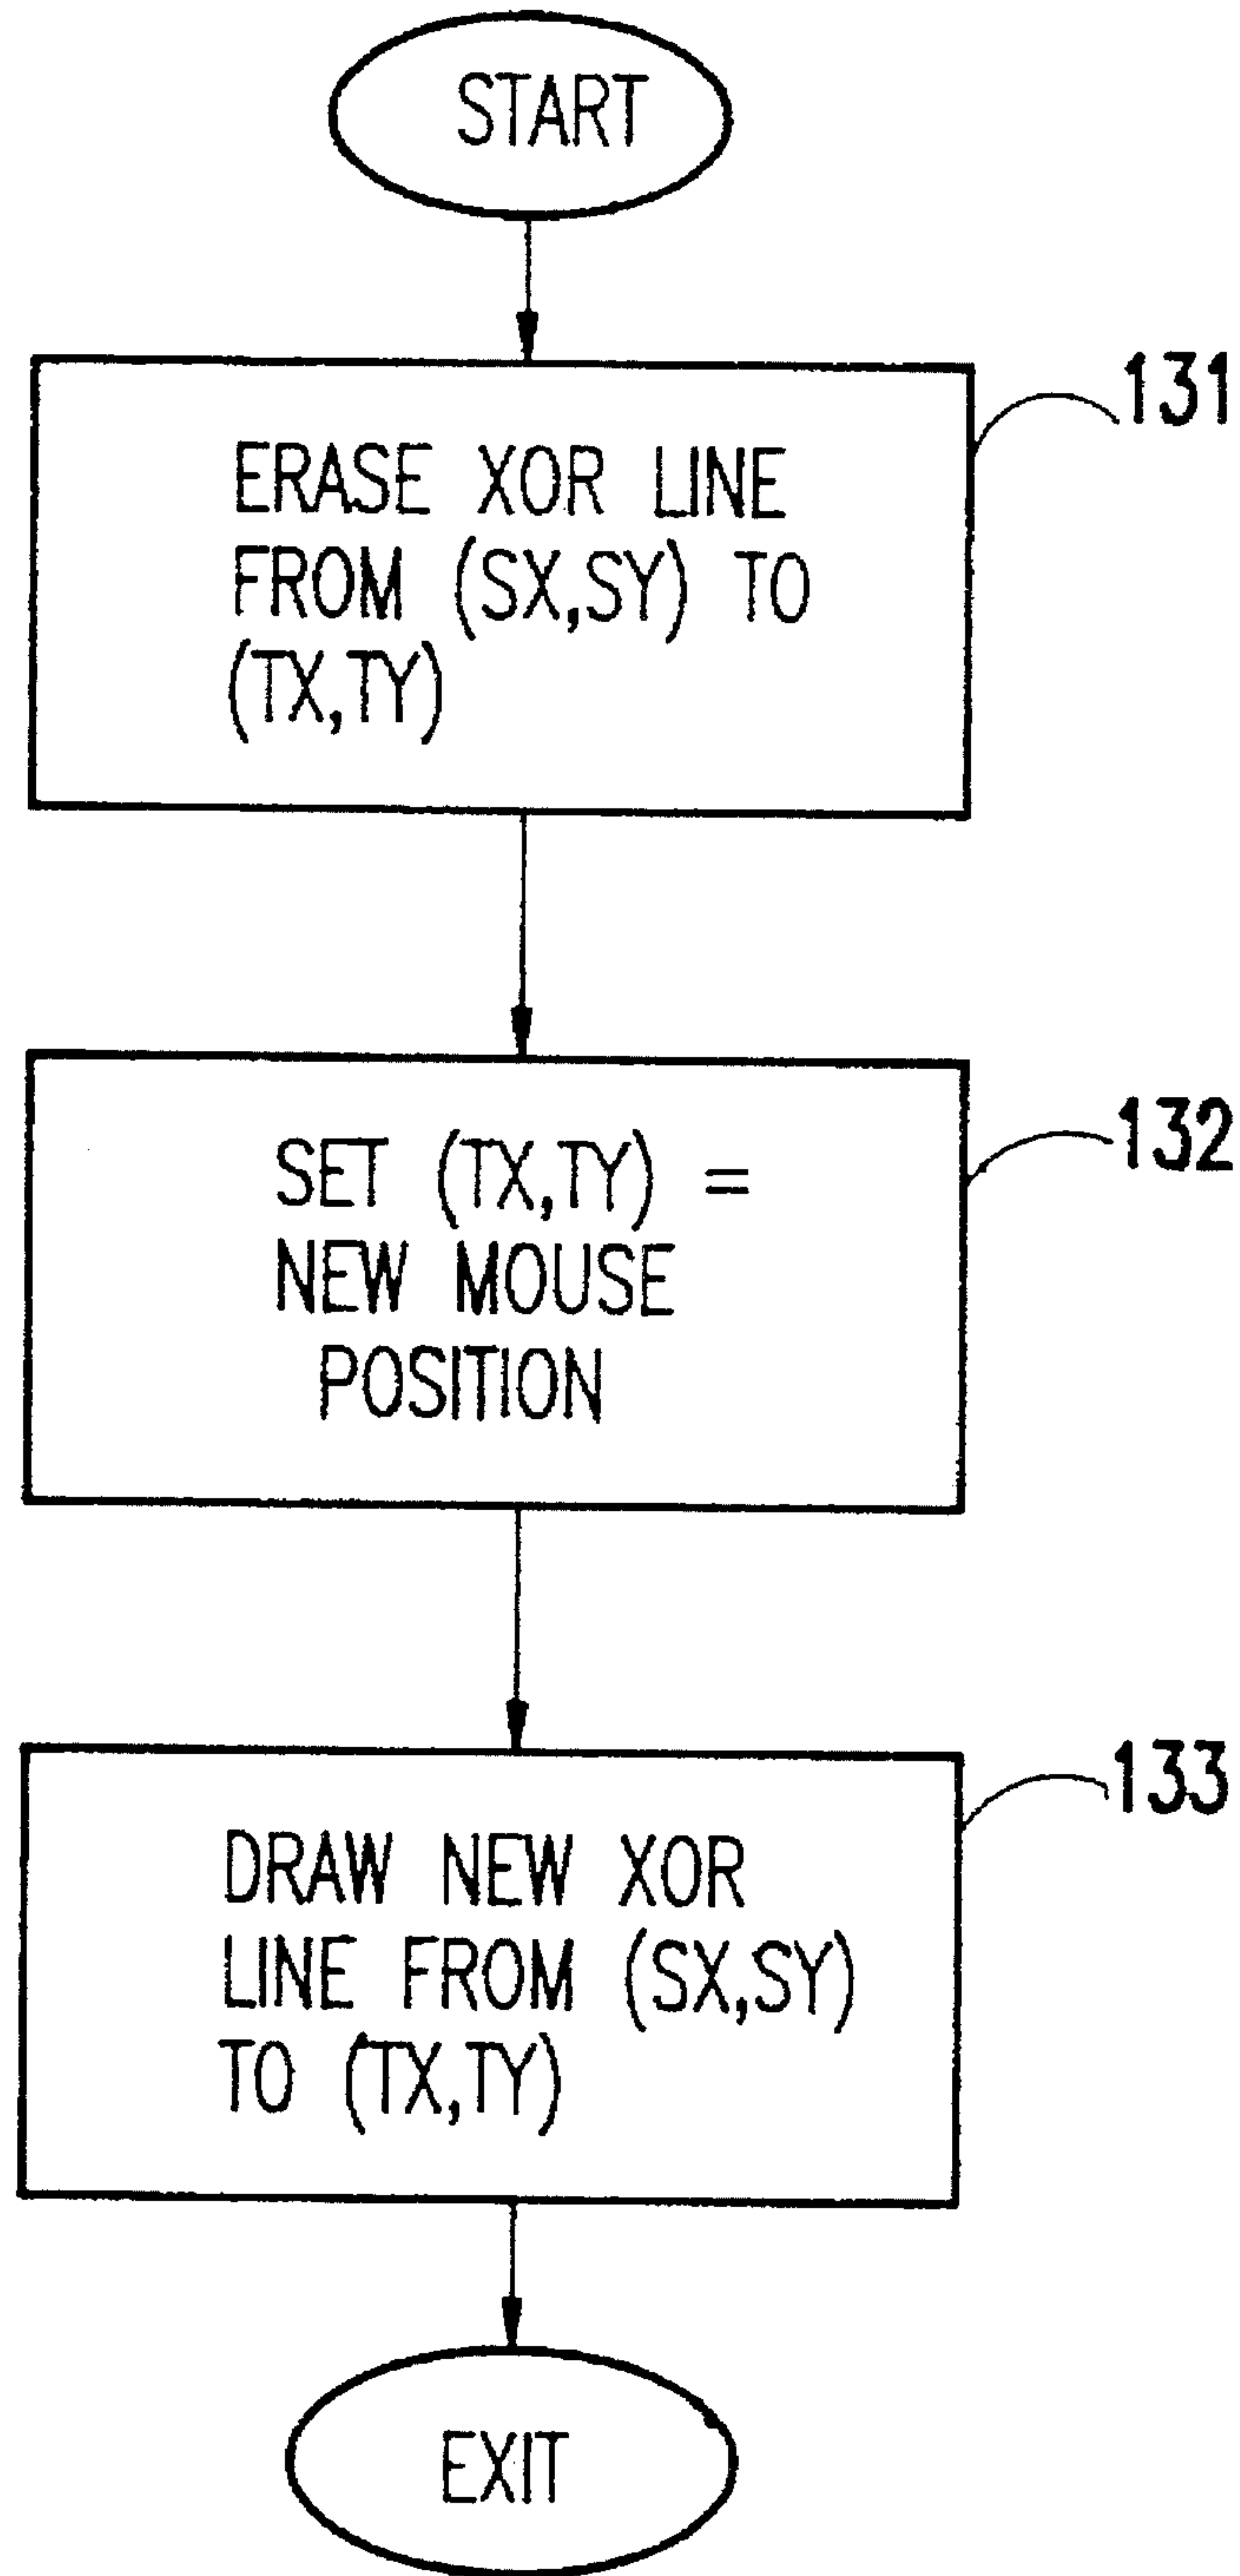 START
131
ERASE XOR LINE
FROM (SX,SY) TO
(TX,TY)
132
SET (TX,TY) =
NEW MOUSE
POSITION
133
DRAW NEW XOR
LINE FROM (SX,SY)
TO (TX,TY)
EXIT